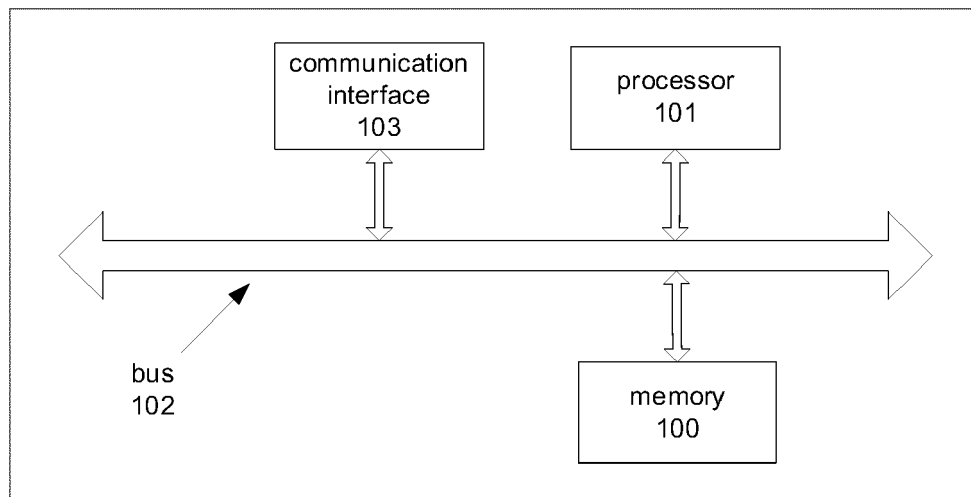 communication
interface
103
processor
101
bus
102
memory
100